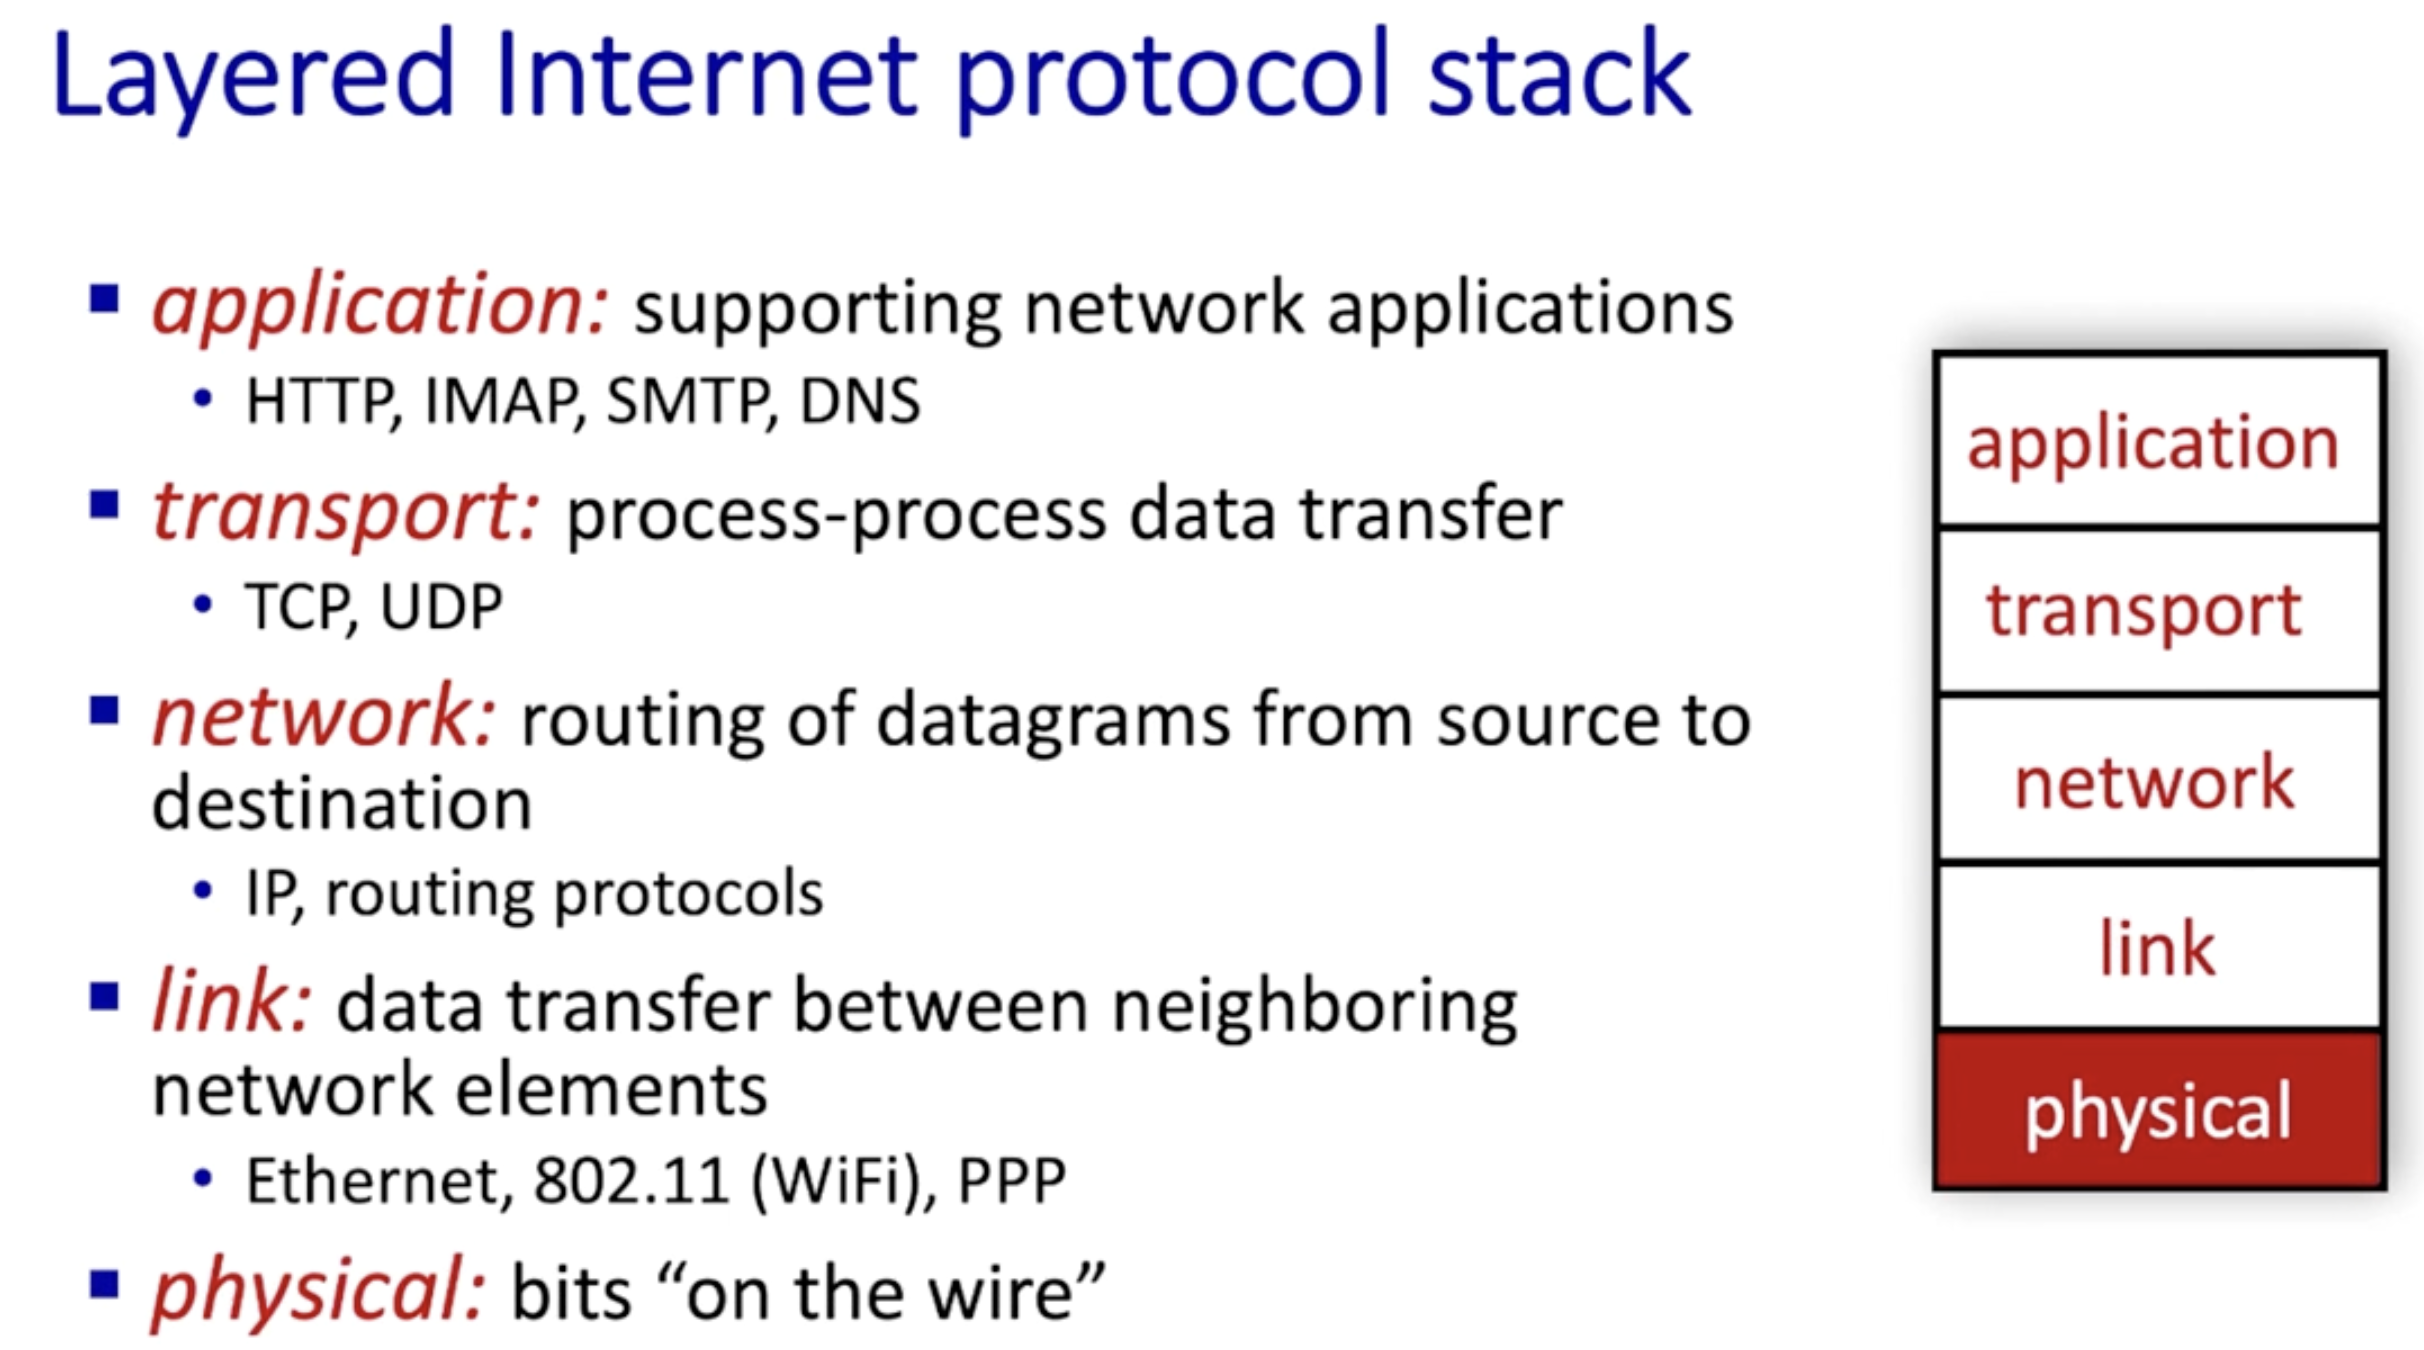 Layered Internet protocol stack
application: supporting network applications
HTTP, IMAP, SMTP, DNS
transport: process-process data transfer
TCP, UDP
network: routing of datagrams from source to
destination
IP, routing protocols
link: data transfer between neighboring
network elements
Ethernet, 802.11 (WiFi), PPP
physical: bits “on the wire”
application
transport
network
link
physical